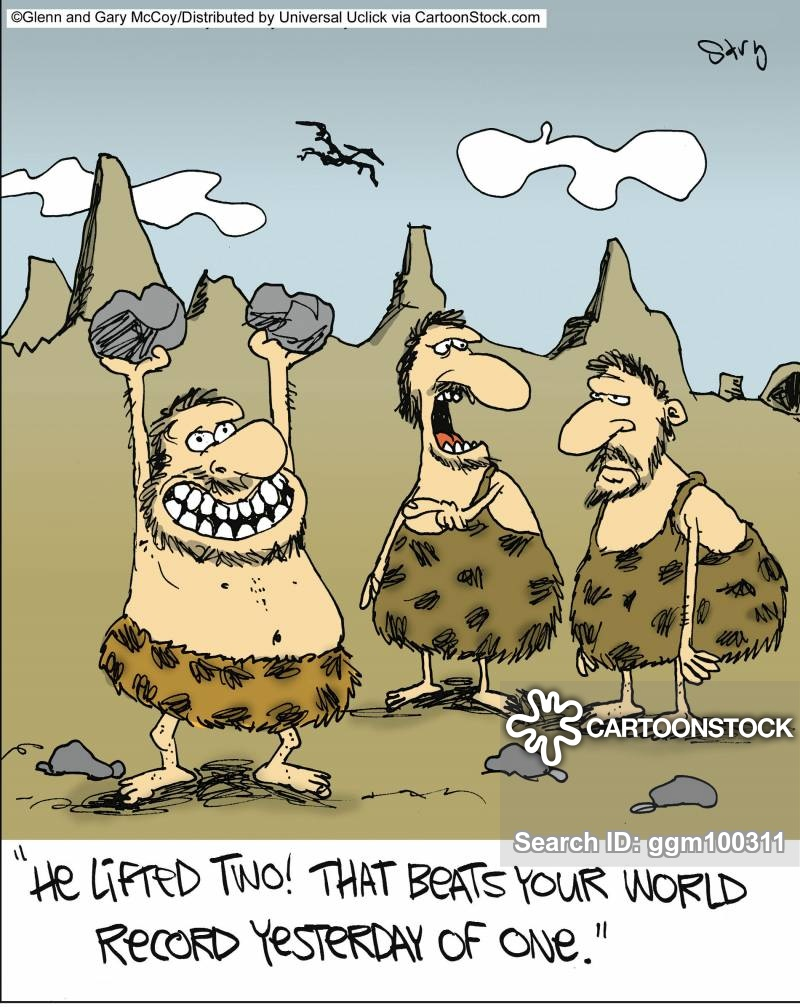 ©Glenn and Gary McCoy/Distributed by Universal Uclick via CartoonStock.com
CARTOONSTOCK
Search ID: ggm100311
"He LiFTeD TWO! THAT BeATS YOUR WORLD
ReCORD YeSTeRDAY OF ONe."